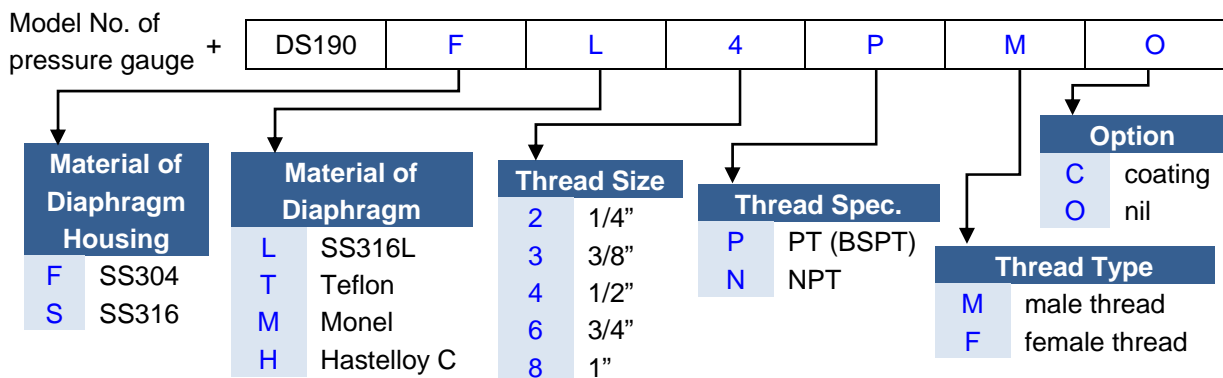 Model No. of
pressure gauge + DS190 F L 4 P M O
Material of
Diaphragm
Housing
F SS304
S SS316
Material of
Diaphragm
L SS316L
T Teflon
M Monel
H Hastelloy C
Thread Size
2 1/4”
3 3/8”
4 1/2”
6 3/4”
8 1”
Thread Spec.
P PT (BSPT)
N NPT
Thread Type
M male thread
F female thread
Option
C coating
O nil